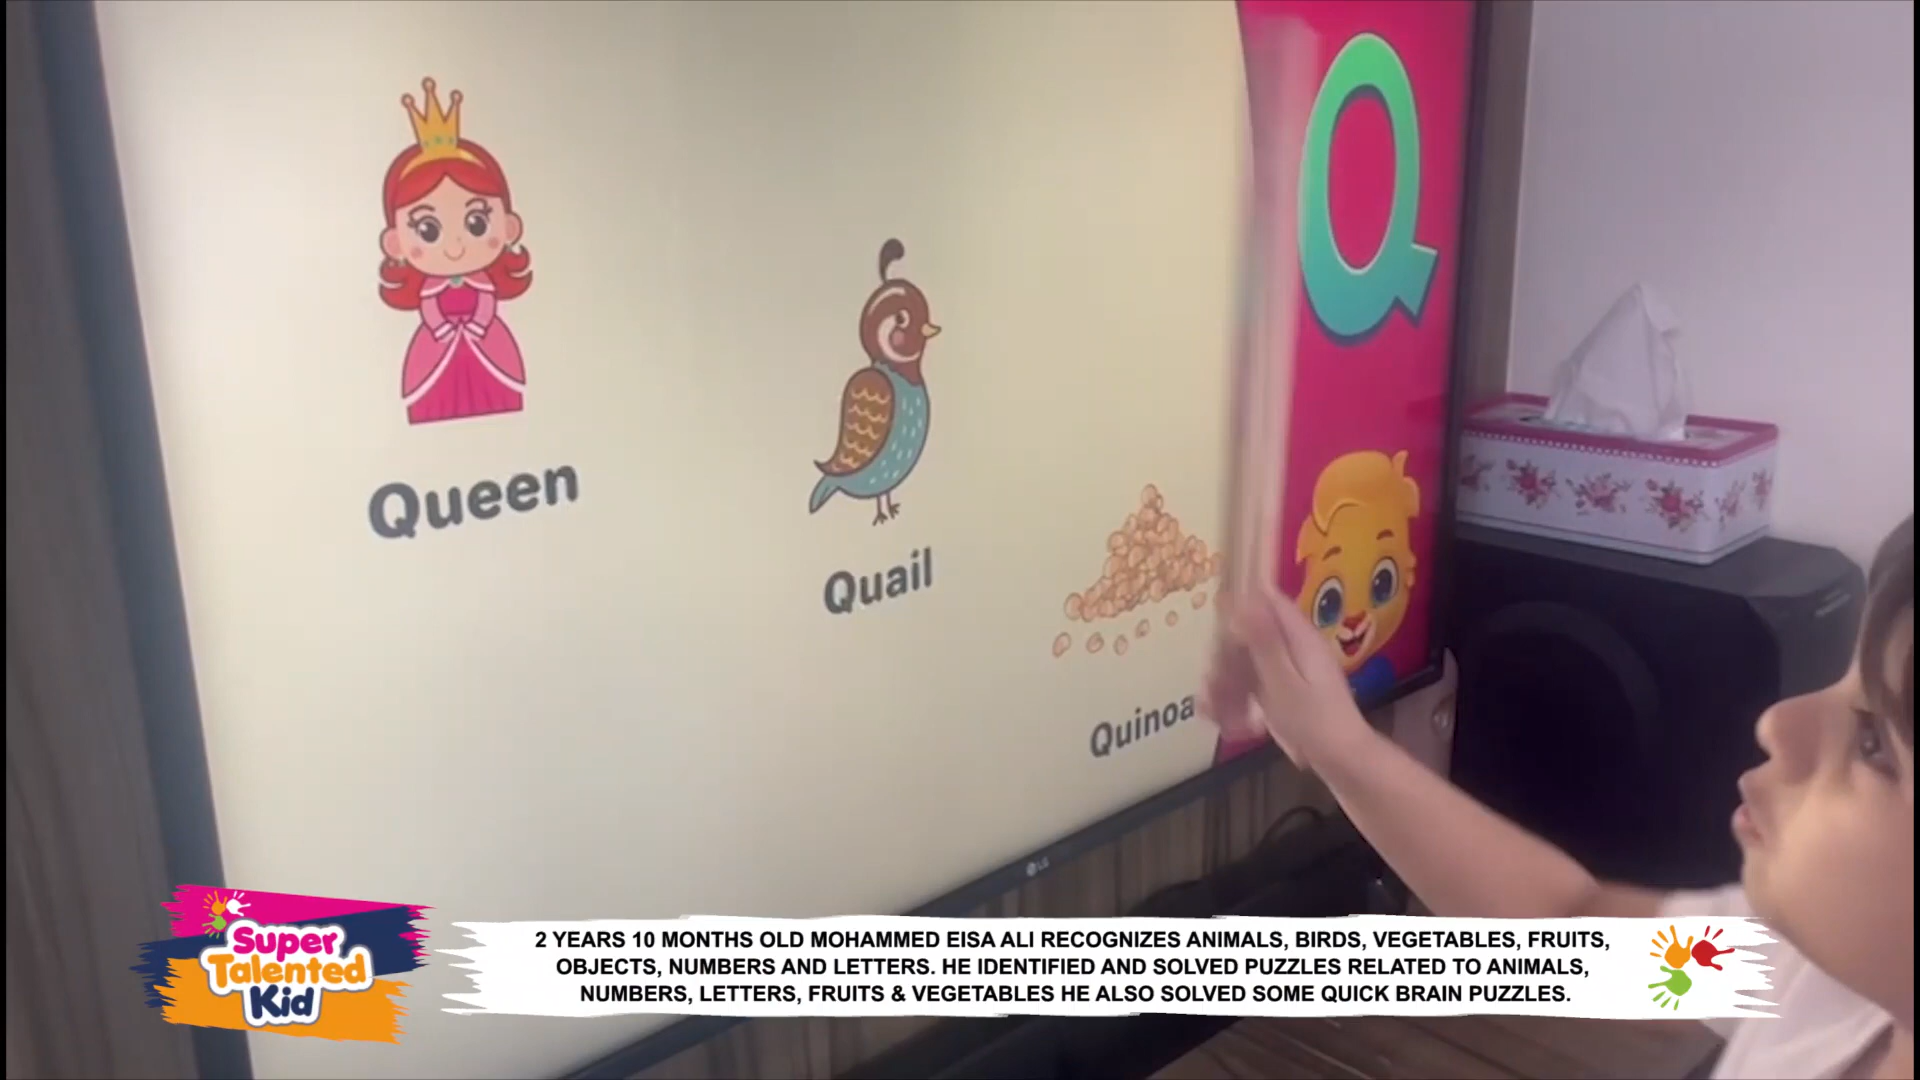 Q
Queen
Quail
Quinoa
LG
Super
Talented
Kid
2 YEARS 10 MONTHS OLD MOHAMMED EISA ALI RECOGNIZES ANIMALS, BIRDS, VEGETABLES, FRUITS,
OBJECTS, NUMBERS AND LETTERS. HE IDENTIFIED AND SOLVED PUZZLES RELATED TO ANIMALS,
NUMBERS, LETTERS, FRUITS & VEGETABLES HE ALSO SOLVED SOME QUICK BRAIN PUZZLES.